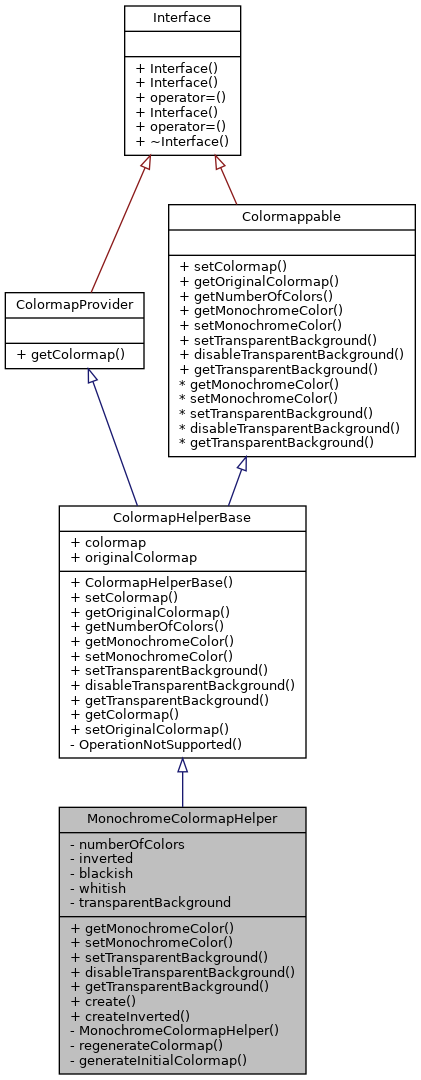 Interface
+ Interface()
+ Interface()
+ operator=()
+ Interface()
+ operator=()
+ ~Interface()
Colormappable
+ setColormap()
+ getOriginalColormap()
+ getNumberOfColors()
+ getMonochromeColor()
+ setMonochromeColor()
+ setTransparentBackground()
+ disableTransparentBackground()
+ getTransparentBackground()
* getMonochromeColor()
* setMonochromeColor()
* setTransparentBackground()
* disableTransparentBackground()
* getTransparentBackground()
ColormapProvider
+ getColormap()
ColormapHelperBase
+ colormap
+ originalColormap
+ ColormapHelperBase()
+ setColormap()
+ getOriginalColormap()
+ getNumberOfColors()
+ getMonochromeColor()
+ setMonochromeColor()
+ setTransparentBackground()
+ disableTransparentBackground()
+ getTransparentBackground()
+ getColormap()
+ setOriginalColormap()
- OperationNotSupported()
MonochromeColormapHelper
- numberOfColors
- inverted
- blackish
- whitish
- transparentBackground
+ getMonochromeColor()
+ setMonochromeColor()
+ setTransparentBackground()
+ disableTransparentBackground()
+ getTransparentBackground()
+ create()
+ createInverted()
- MonochromeColormapHelper()
- regenerateColormap()
- generateInitialColormap()